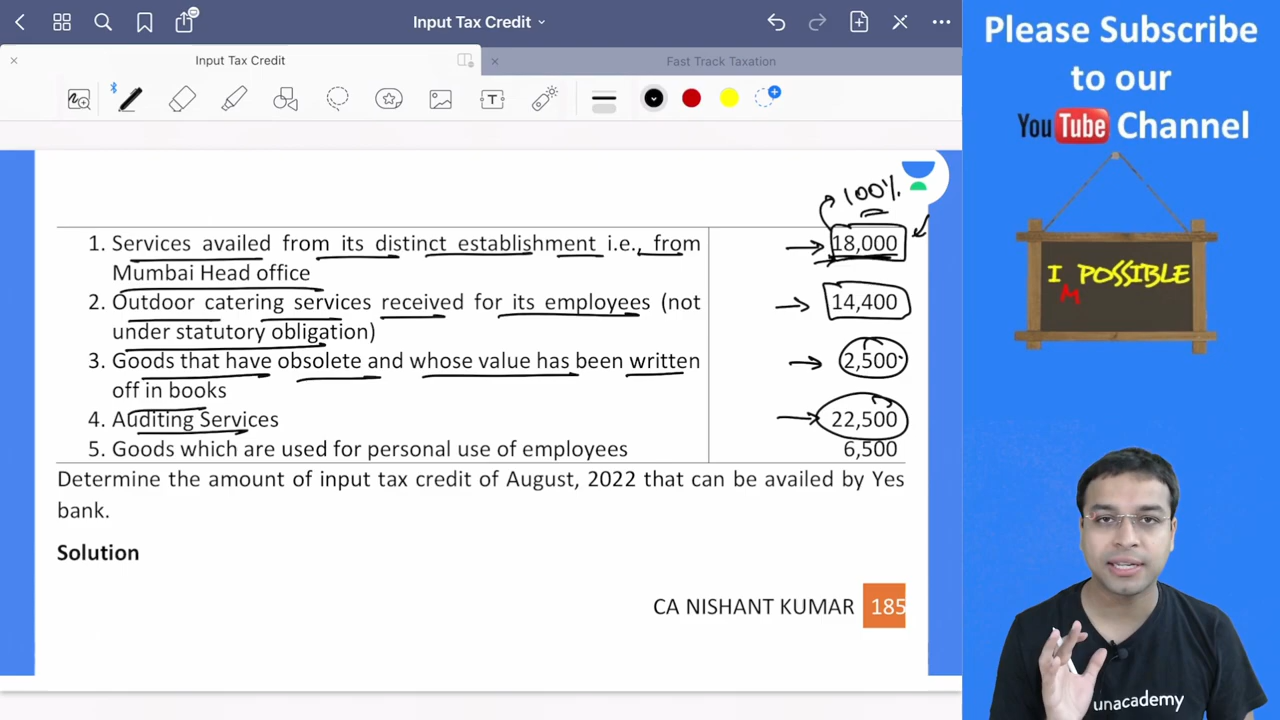 Input Tax Credit
Input Tax Credit
Fast Track Taxation
Please Subscribe
to our
YouTube Channel
I POSSIBLE
M
100%
1. Services availed from its distinct establishment i.e., from
Mumbai Head office
18,000
2. Outdoor catering services received for its employees (not
under statutory obligation)
14,400
3. Goods that have obsolete and whose value has been written
off in books
2,500
4. Auditing Services
22,500
5. Goods which are used for personal use of employees
6,500
Determine the amount of input tax credit of August, 2022 that can be availed by Yes
bank.
Solution
CA NISHANT KUMAR 185
unacademy